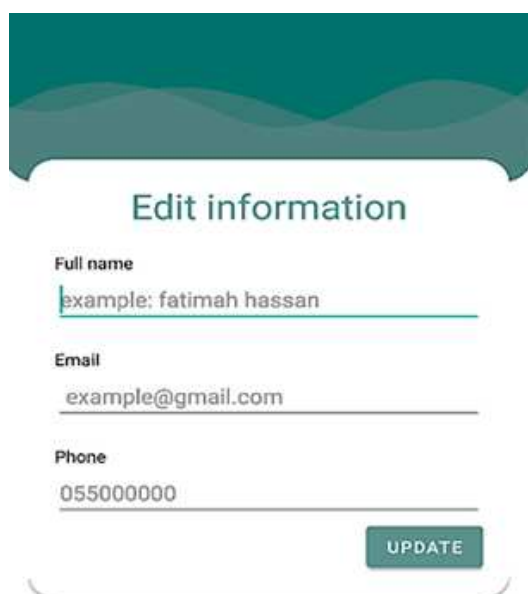 Edit information
Full name
example: fatimah hassan
Email
example@gmail.com
Phone
055000000
UPDATE